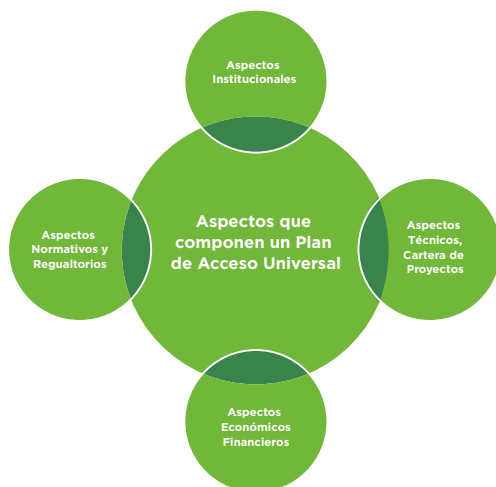 Aspectos
Institucionales
Aspectos que
componen un Plan
de Acceso Universal
Aspectos
Normativos y
Regualtorios
Aspectos
Técnicos,
Cartera de
Proyectos
Aspectos
Económicos
Financieros